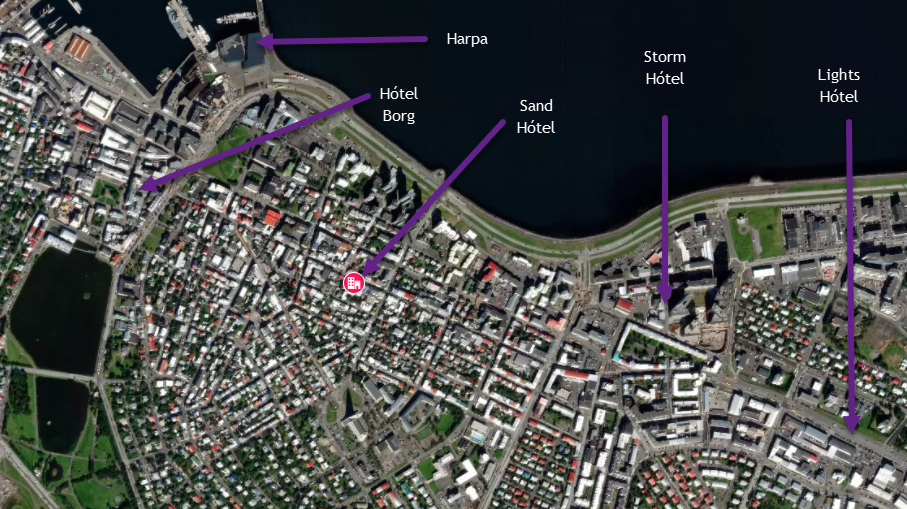 Harpa
Storm
Hótel
Lights
Hótel
Hótel
Borg
Sand
Hótel